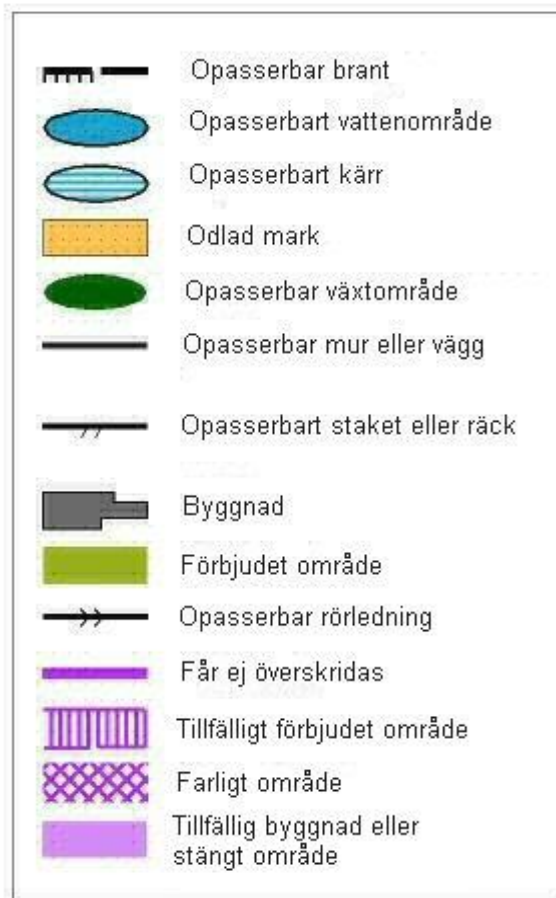 Opasserbar brant
Opasserbart vattenområde
Opasserbart kärr
Odlad mark
Opasserbar växtområde
Opasserbar mur eller vägg
Opasserbart staket eller räck
Byggnad
Förbjudet område
Opasserbar rörledning
Får ej överskridas
Tillfälligt förbjudet område
Farligt område
Tillfällig byggnad eller
stängt område